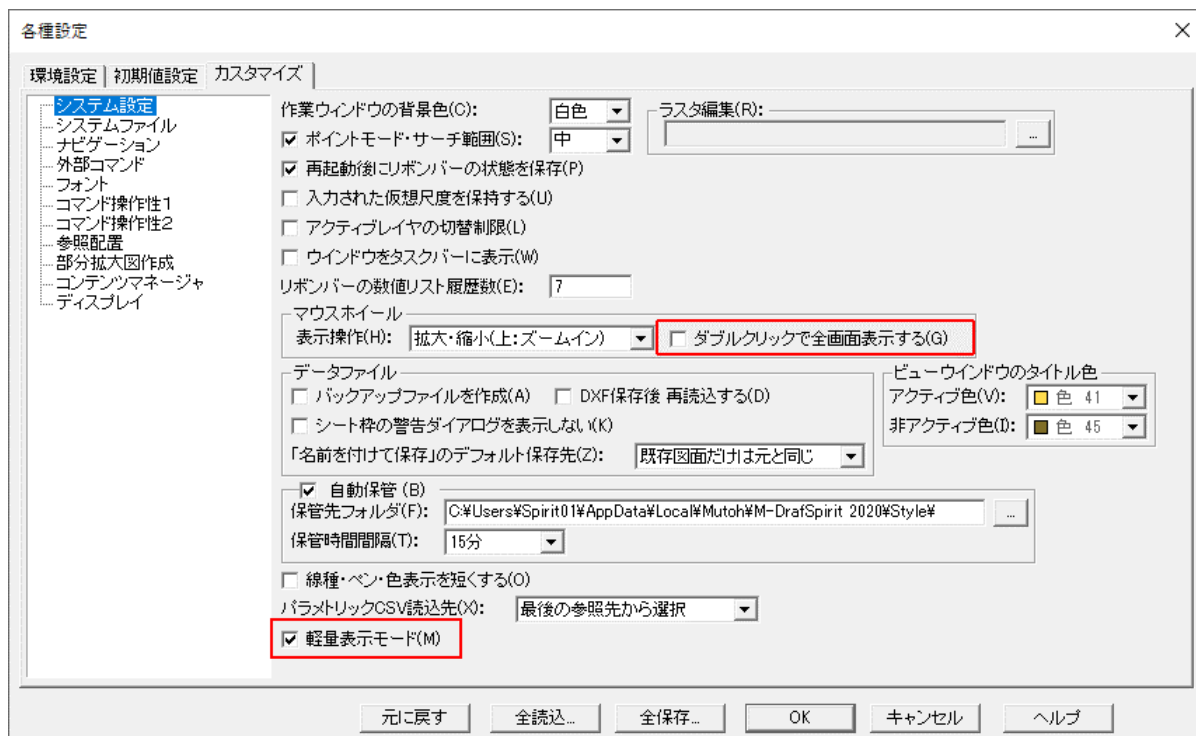 各種設定
環境設定 初期値設定 カスタマイズ
システム設定
システムファイル
ナビゲーション
外部コマンド
フォント
コマンド操作性1
コマンド操作性2
参照配置
部分拡大図作成
コンテンツマネージャ
ディスプレイ
作業ウィンドウの背景色(C): 白色
ラスタ編集(R):
...
ポイントモード・サーチ範囲(S): 中
再起動後にリボンバーの状態を保存(P)
入力された仮想尺度を保持する(U)
アクティブレイヤの切替制限(L)
ウインドウをタスクバーに表示(W)
リボンバーの数値リスト履歴数(E): 7
マウスホイール
表示操作(H): 拡大・縮小(上:ズームイン) ダブルクリックで全画面表示する(G)
データファイル
バックアップファイルを作成(A) DXF保存後 再読込する(D)
シート枠の警告ダイアログを表示しない(K)
「名前を付けて保存」のデフォルト保存先(Z): 既存図面だけは元と同じ
ビューウインドウのタイトル色
アクティブ色(V): 色 41
非アクティブ色(I): 色 45
自動保管 (B)
保管先フォルダ(F): C:¥Users¥Spirit01¥AppData¥Local¥Mutoh¥M-DrafSpirit 2020¥Style¥ ...
保管時間間隔(T): 15分
線種・ペン・色表示を短くする(O)
パラメトリックCSV読込先(X): 最後の参照先から選択
軽量表示モード(M)
元に戻す 全読込... 全保存... OK キャンセル ヘルプ